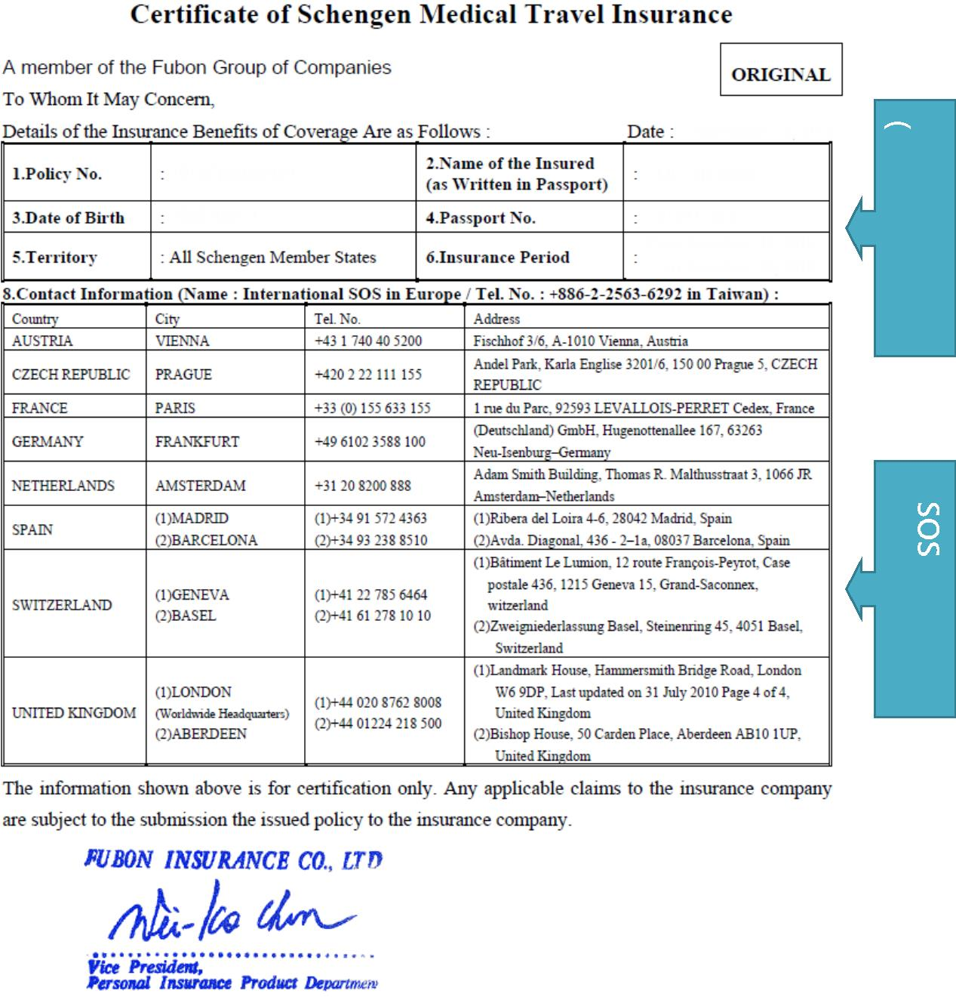 Certificate of Schengen Medical Travel Insurance
A member of the Fubon Group of Companies
ORIGINAL
To Whom It May Concern,
Details of the Insurance Benefits of Coverage Are as Follows : Date :
1.Policy No. : 2.Name of the Insured (as Written in Passport) :
3.Date of Birth : 4.Passport No. :
5.Territory : All Schengen Member States 6.Insurance Period :
8.Contact Information (Name : International SOS in Europe / Tel. No. : +886-2-2563-6292 in Taiwan) :
Country City Tel. No. Address
AUSTRIA VIENNA +43 1 740 40 5200 Fischhof 3/6, A-1010 Vienna, Austria
CZECH REPUBLIC PRAGUE +420 2 22 111 155 Andel Park, Karla Englise 3201/6, 150 00 Prague 5, CZECH
REPUBLIC
FRANCE PARIS +33 (0) 155 633 155 1 rue du Parc, 92593 LEVALLOIS-PERRET Cedex, France
GERMANY FRANKFURT +49 6102 3588 100 (Deutschland) GmbH, Hugenottenallee 167, 63263
Neu-Isenburg–Germany
NETHERLANDS AMSTERDAM +31 20 8200 888 Adam Smith Building, Thomas R. Malthusstraat 3, 1066 JR
Amsterdam–Netherlands
SPAIN (1)MADRID (1)+34 91 572 4363 (1)Ribera del Loira 4-6, 28042 Madrid, Spain
(2)BARCELONA (2)+34 93 238 8510 (2)Avda. Diagonal, 436 - 2–1a, 08037 Barcelona, Spain
SWITZERLAND (1)GENEVA (1)+41 22 785 6464 (1)Bâtiment Le Lumion, 12 route François-Peyrot, Case
postale 436, 1215 Geneva 15, Grand-Saconnex,
witzerland
(2)BASEL (2)+41 61 278 10 10 (2)Zweigniederlassung Basel, Steinenring 45, 4051 Basel,
Switzerland
UNITED KINGDOM (1)LONDON (Worldwide Headquarters) (1)+44 020 8762 8008 (1)Landmark House, Hammersmith Bridge Road, London
W6 9DP, Last updated on 31 July 2010 Page 4 of 4,
United Kingdom
(2)ABERDEEN (2)+44 01224 218 500 (2)Bishop House, 50 Carden Place, Aberdeen AB10 1UP,
United Kingdom
The information shown above is for certification only. Any applicable claims to the insurance company
are subject to the submission the issued policy to the insurance company.
FUBON INSURANCE CO., LTD
Wei-Ko Chen
Vice President,
Personal Insurance Product Departmen
(
SOS